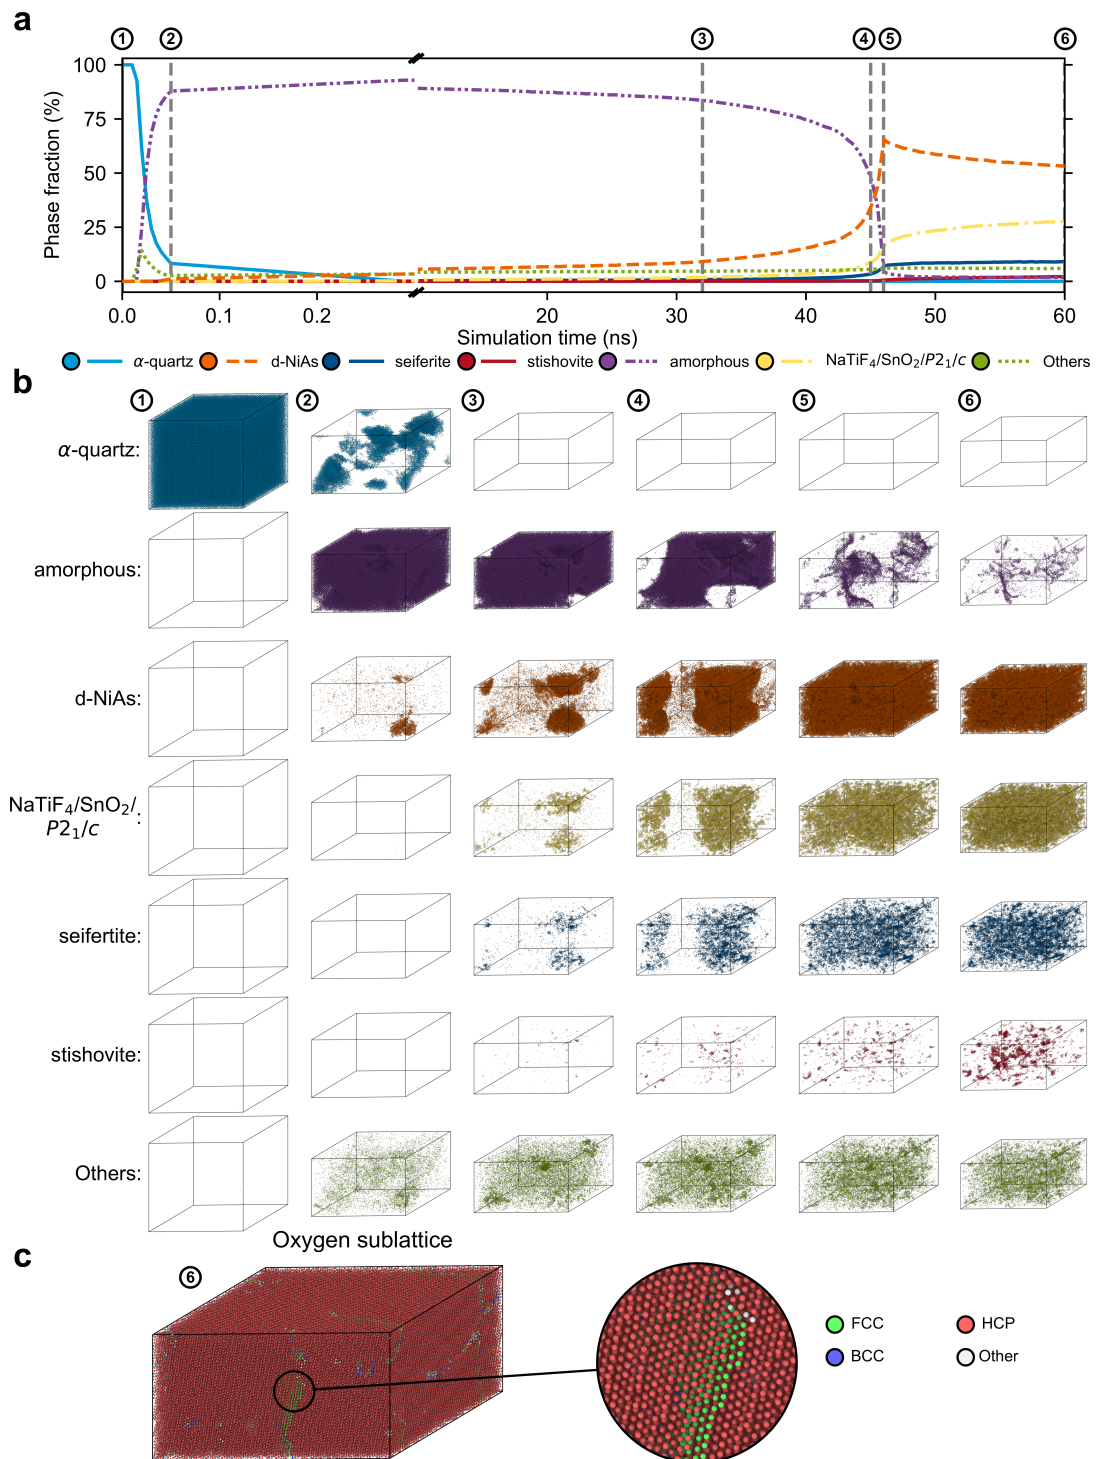 a
① ② ③ ④ ⑤ ⑥
100
75
50
25
0
Phase fraction (%)
0.0 0.1 0.2 20 30 40 50 60
Simulation time (ns)
α-quartz d-NiAs seiferite stishovite amorphous NaTiF₄/SnO₂/P2₁/c Others
b
① ② ③ ④ ⑤ ⑥
α-quartz:
amorphous:
d-NiAs:
NaTiF₄/SnO₂/:
P2₁/c
seifertite:
stishovite:
Others:
c
Oxygen sublattice
⑥
FCC HCP
BCC Other